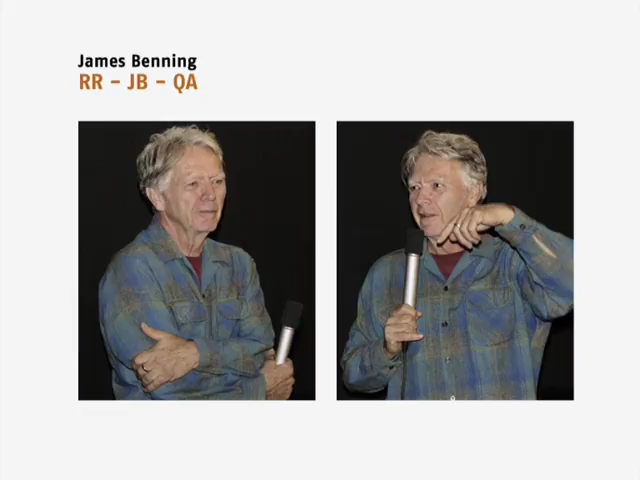 James Benning
RR – JB – QA